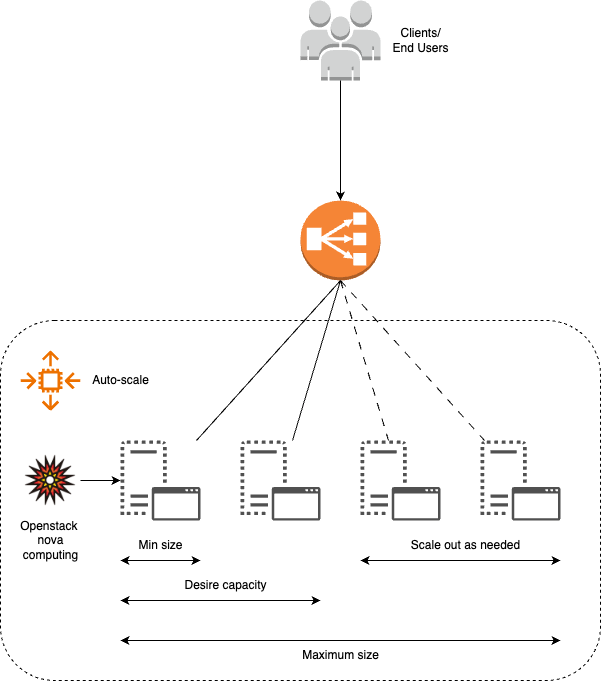 Clients/
End Users
Auto-scale
Openstack
nova
computing
Min size
Scale out as needed
Desire capacity
Maximum size